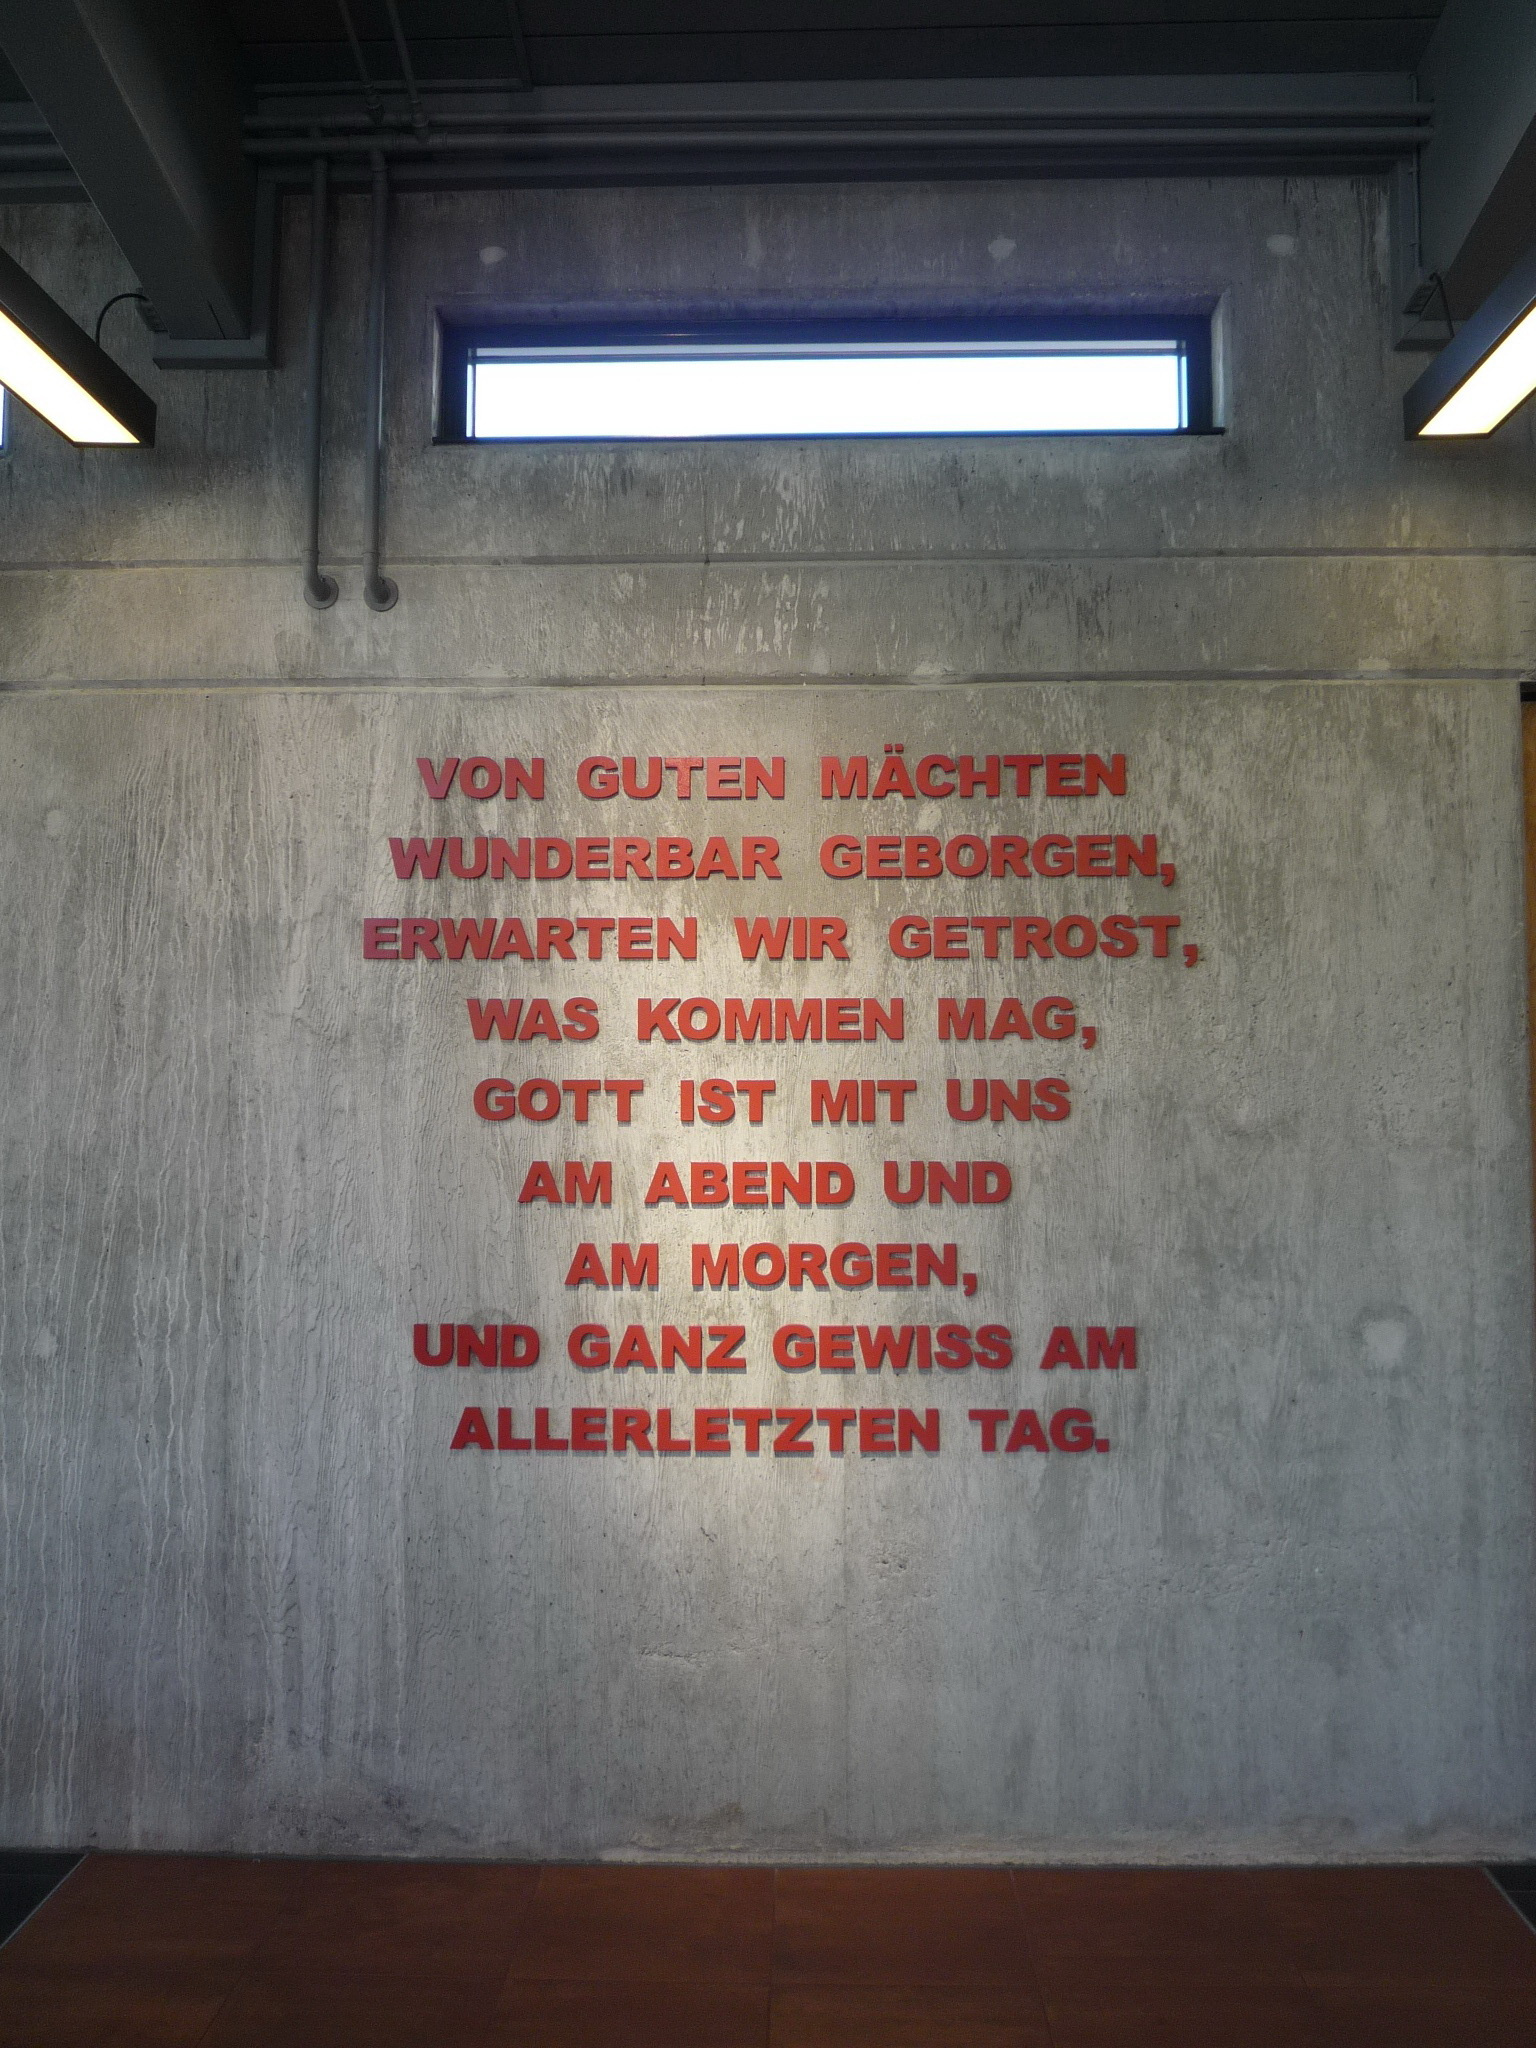 VON GUTEN MÄCHTEN
WUNDERBAR GEBORGEN,
ERWARTEN WIR GETROST,
WAS KOMMEN MAG,
GOTT IST MIT UNS
AM ABEND UND
AM MORGEN,
UND GANZ GEWISS AM
ALLERLETZTEN TAG.